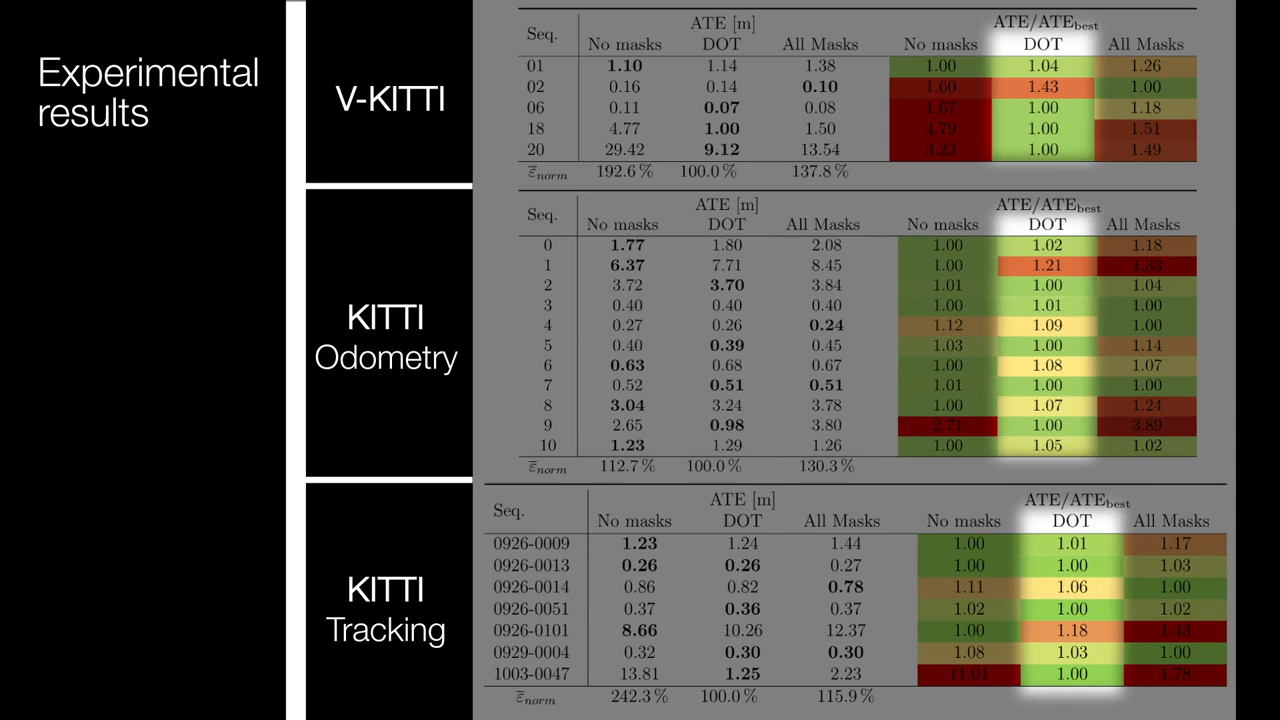 Experimental
results
V-KITTI
Seq. ATE [m] ATE/ATEbest
No masks DOT All Masks No masks DOT All Masks
01 1.10 1.14 1.38 1.00 1.04 1.26
02 0.16 0.14 0.10 1.60 1.43 1.00
06 0.11 0.07 0.08 1.67 1.00 1.18
18 4.77 1.00 1.50 4.79 1.00 1.51
20 29.42 9.12 13.54 3.23 1.00 1.49
ε̅norm 192.6 % 100.0 % 137.8 %
KITTI
Odometry
Seq. ATE [m] ATE/ATEbest
No masks DOT All Masks No masks DOT All Masks
0 1.77 1.80 2.08 1.00 1.02 1.18
1 6.37 7.71 8.45 1.00 1.21 1.33
2 3.72 3.70 3.84 1.01 1.00 1.04
3 0.40 0.40 0.40 1.00 1.01 1.00
4 0.27 0.26 0.24 1.12 1.09 1.00
5 0.40 0.39 0.45 1.03 1.00 1.14
6 0.63 0.68 0.67 1.00 1.08 1.07
7 0.52 0.51 0.51 1.01 1.00 1.00
8 3.04 3.24 3.78 1.00 1.07 1.24
9 2.65 0.98 3.80 2.71 1.00 3.89
10 1.23 1.29 1.26 1.00 1.05 1.02
ε̅norm 112.7 % 100.0 % 130.3 %
KITTI
Tracking
Seq. ATE [m] ATE/ATEbest
No masks DOT All Masks No masks DOT All Masks
0926-0009 1.23 1.24 1.44 1.00 1.01 1.17
0926-0013 0.26 0.26 0.27 1.00 1.00 1.03
0926-0014 0.86 0.82 0.78 1.11 1.06 1.00
0926-0051 0.37 0.36 0.37 1.02 1.00 1.02
0926-0101 8.66 10.26 12.37 1.00 1.18 1.43
0929-0004 0.32 0.30 0.30 1.08 1.03 1.00
1003-0047 13.81 1.25 2.23 11.01 1.00 1.78
ε̅norm 242.3 % 100.0 % 115.9 %